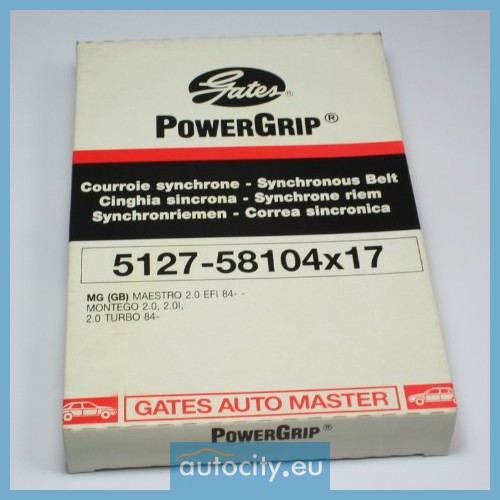 Gates®
POWERGRIP®
Courroie synchrone - Synchronous Belt
Cinghia sincrona - Synchrone riem
Synchronriemen - Correa sincronica
5127-58104x17
MG (GB) MAESTRO 2.0 EFI 84- -
MONTEGO 2.0, 2.0I,
2.0 TURBO 84-
GATES AUTO MASTER
POWERGRIP®
autocity.eu